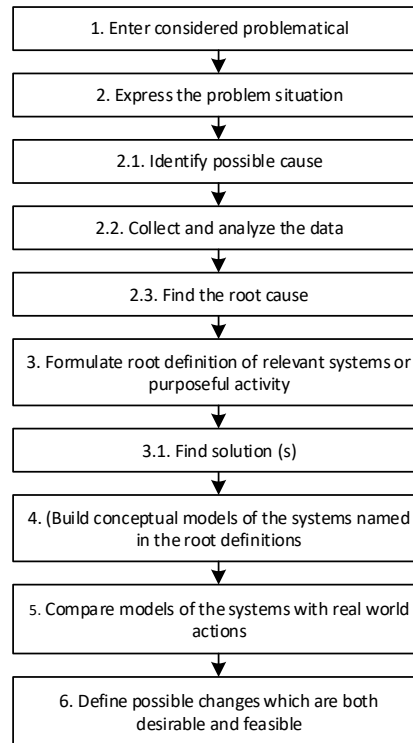 1. Enter considered problematical
2. Express the problem situation
2.1. Identify possible cause
2.2. Collect and analyze the data
2.3. Find the root cause
3. Formulate root definition of relevant systems or
purposeful activity
3.1. Find solution (s)
4. (Build conceptual models of the systems named
in the root definitions
5. Compare models of the systems with real world
actions
6. Define possible changes which are both
desirable and feasible